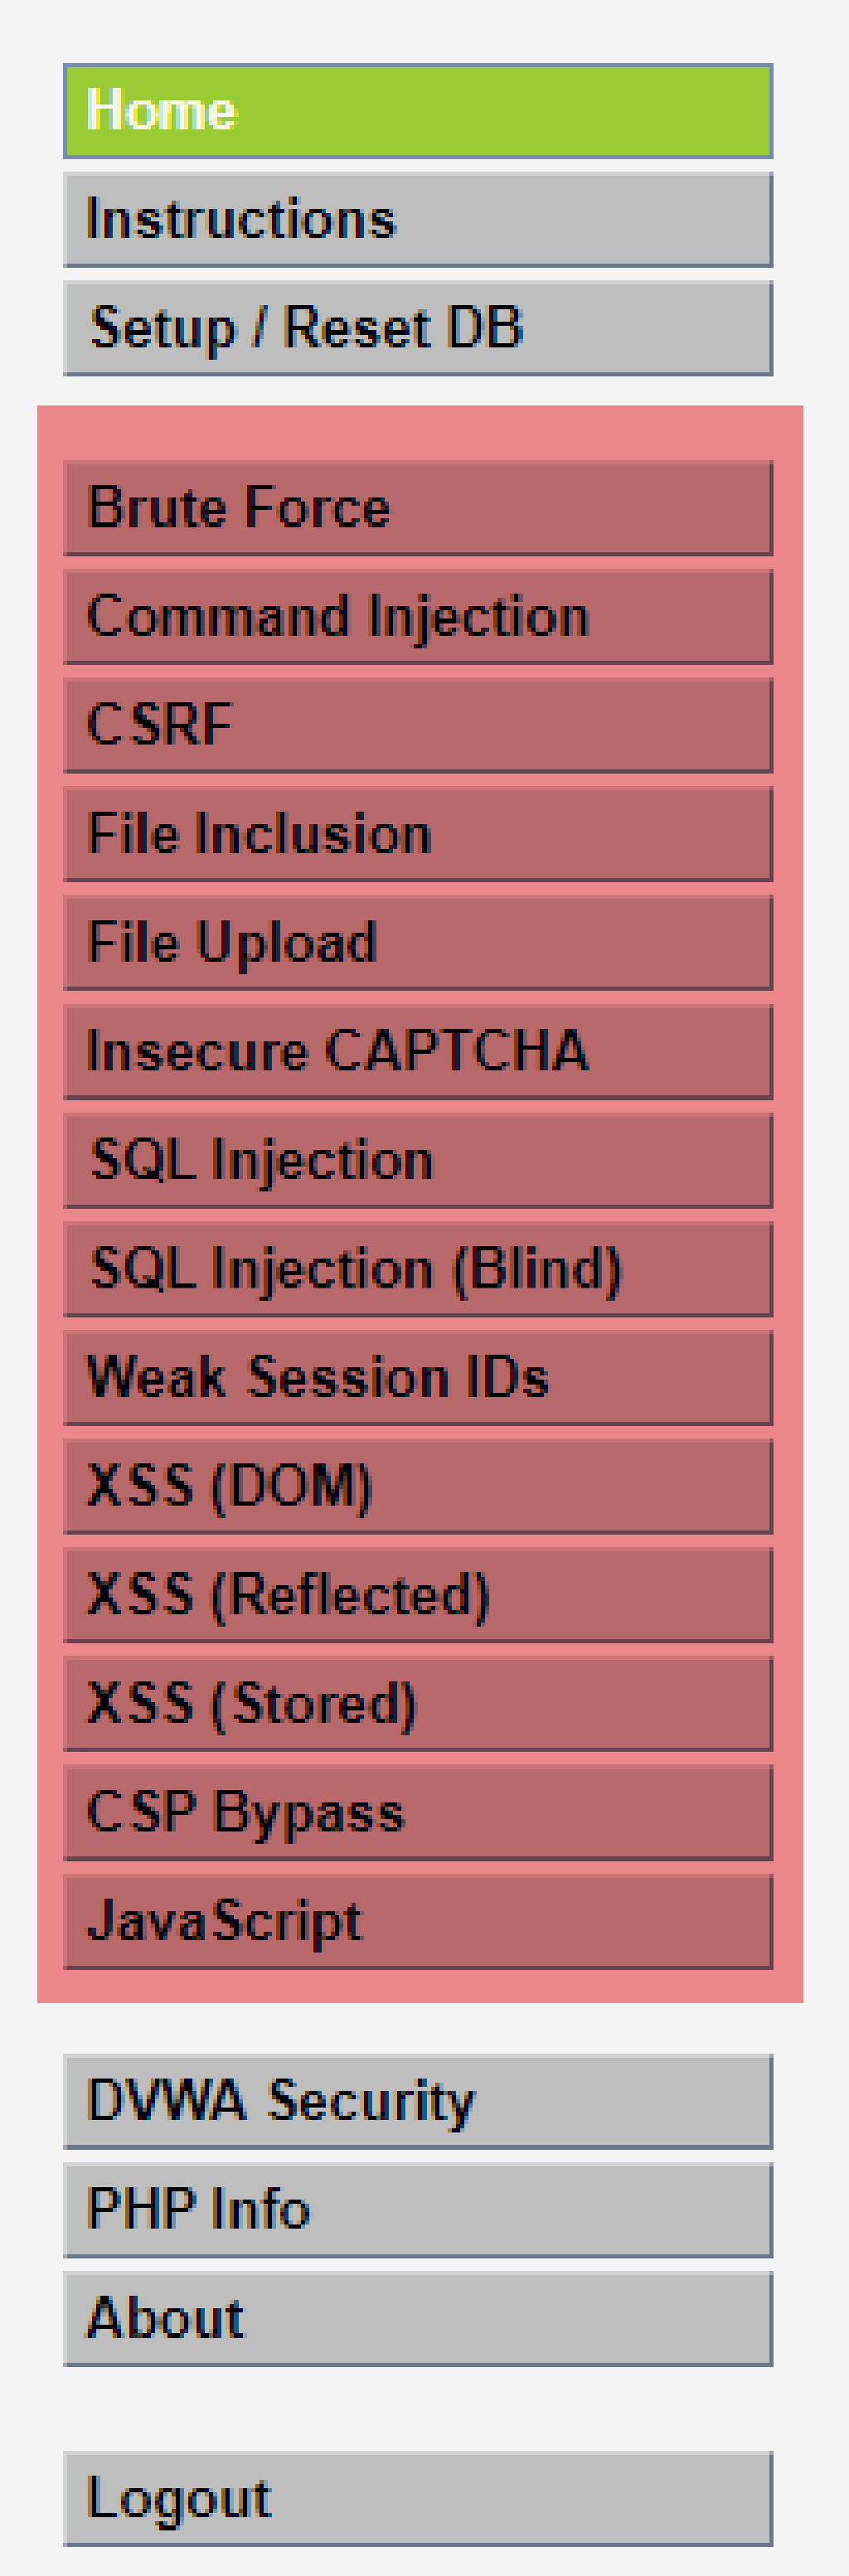 Home
Instructions
Setup / Reset DB
Brute Force
Command Injection
CSRF
File Inclusion
File Upload
Insecure CAPTCHA
SQL Injection
SQL Injection (Blind)
Weak Session IDs
XSS (DOM)
XSS (Reflected)
XSS (Stored)
CSP Bypass
JavaScript
DVWA Security
PHP Info
About
Logout